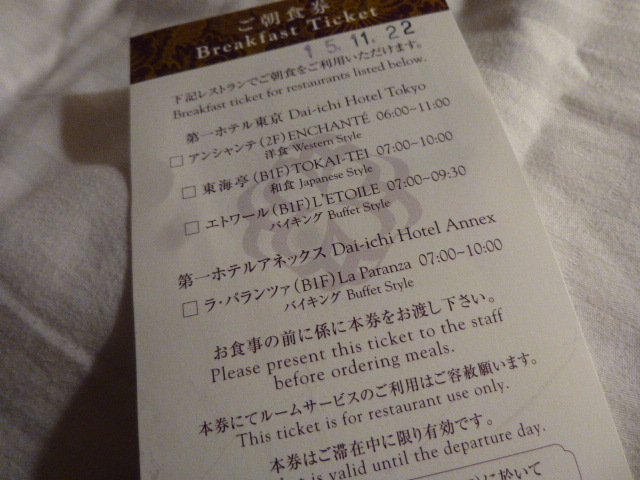 ご朝食券
Breakfast Ticket
15.11.22
下記レストランでご朝食をご利用いただけます。
Breakfast ticket for restaurants listed below.
第一ホテル東京 Dai-ichi Hotel Tokyo
□ アンシャンテ (2F) ENCHANTÉ 06:00~11:00
洋食 Western Style
□ 東海亭 (B1F) TOKAI-TEI 07:00~10:00
和食 Japanese Style
□ エトワール (B1F) L'ETOILE 07:00~09:30
バイキング Buffet Style
第一ホテルアネックス Dai-ichi Hotel Annex
□ ラ・パランツァ (B1F) La Paranza 07:00~10:00
バイキング Buffet Style
お食事の前に係に本券をお渡し下さい。
Please present this ticket to the staff
before ordering meals.
本券にてルームサービスのご利用はご容赦願います。
This ticket is for restaurant use only.
本券はご滞在中に限り有効です。
is valid until the departure day.
に於いて